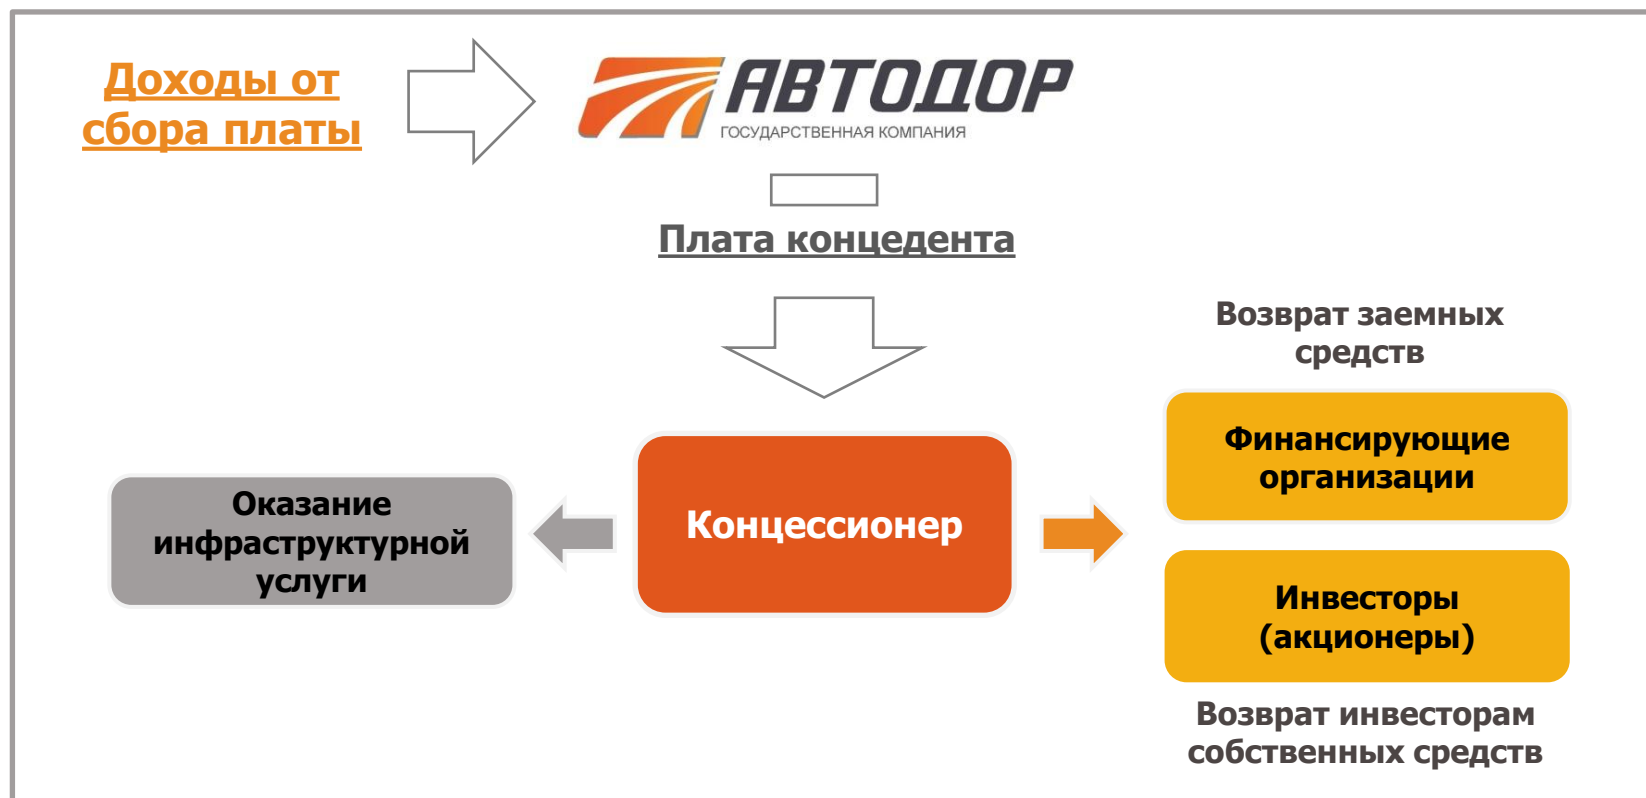 Доходы от
сбора платы
АВТОДОР
ГОСУДАРСТВЕННАЯ КОМПАНИЯ
Плата концедента
Возврат заемных
средств
Финансирующие
организации
Оказание
инфраструктурной
услуги
Концессионер
Инвесторы
(акционеры)
Возврат инвесторам
собственных средств